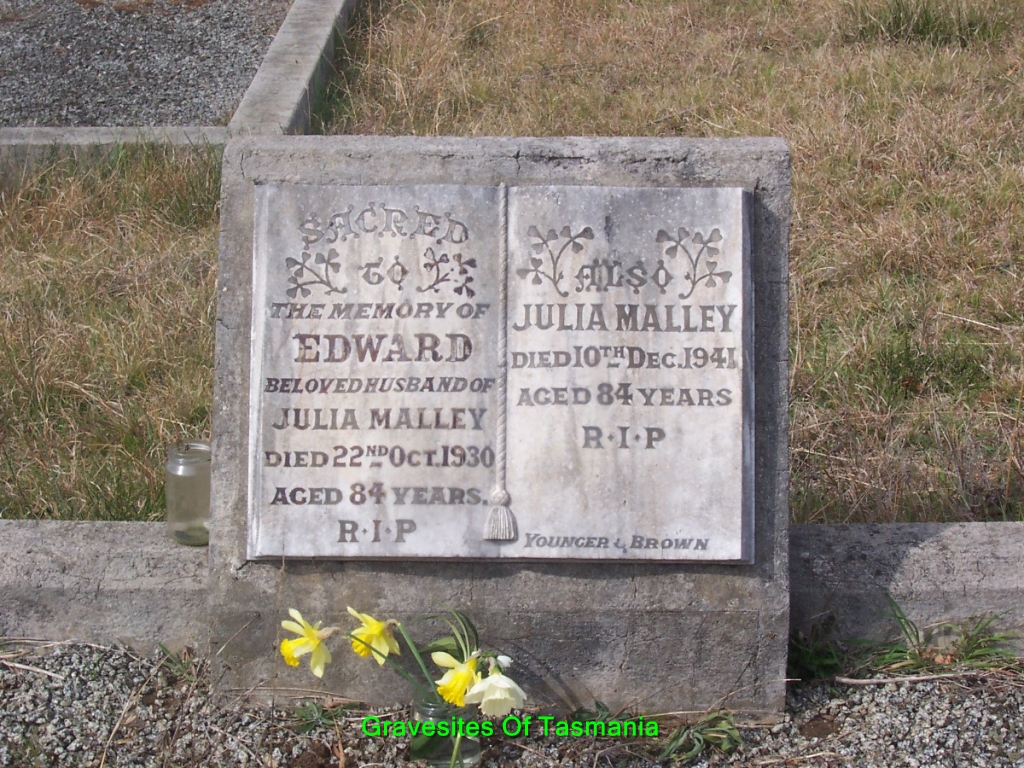 SACRED
TO
THE MEMORY OF
EDWARD
BELOVED HUSBAND OF
JULIA MALLEY
DIED 22ND OCT. 1930
AGED 84 YEARS.
R·I·P
ALSO
JULIA MALLEY
DIED 10TH DEC. 1941
AGED 84 YEARS
R·I·P
YOUNGER & BROWN
Gravesites Of Tasmania